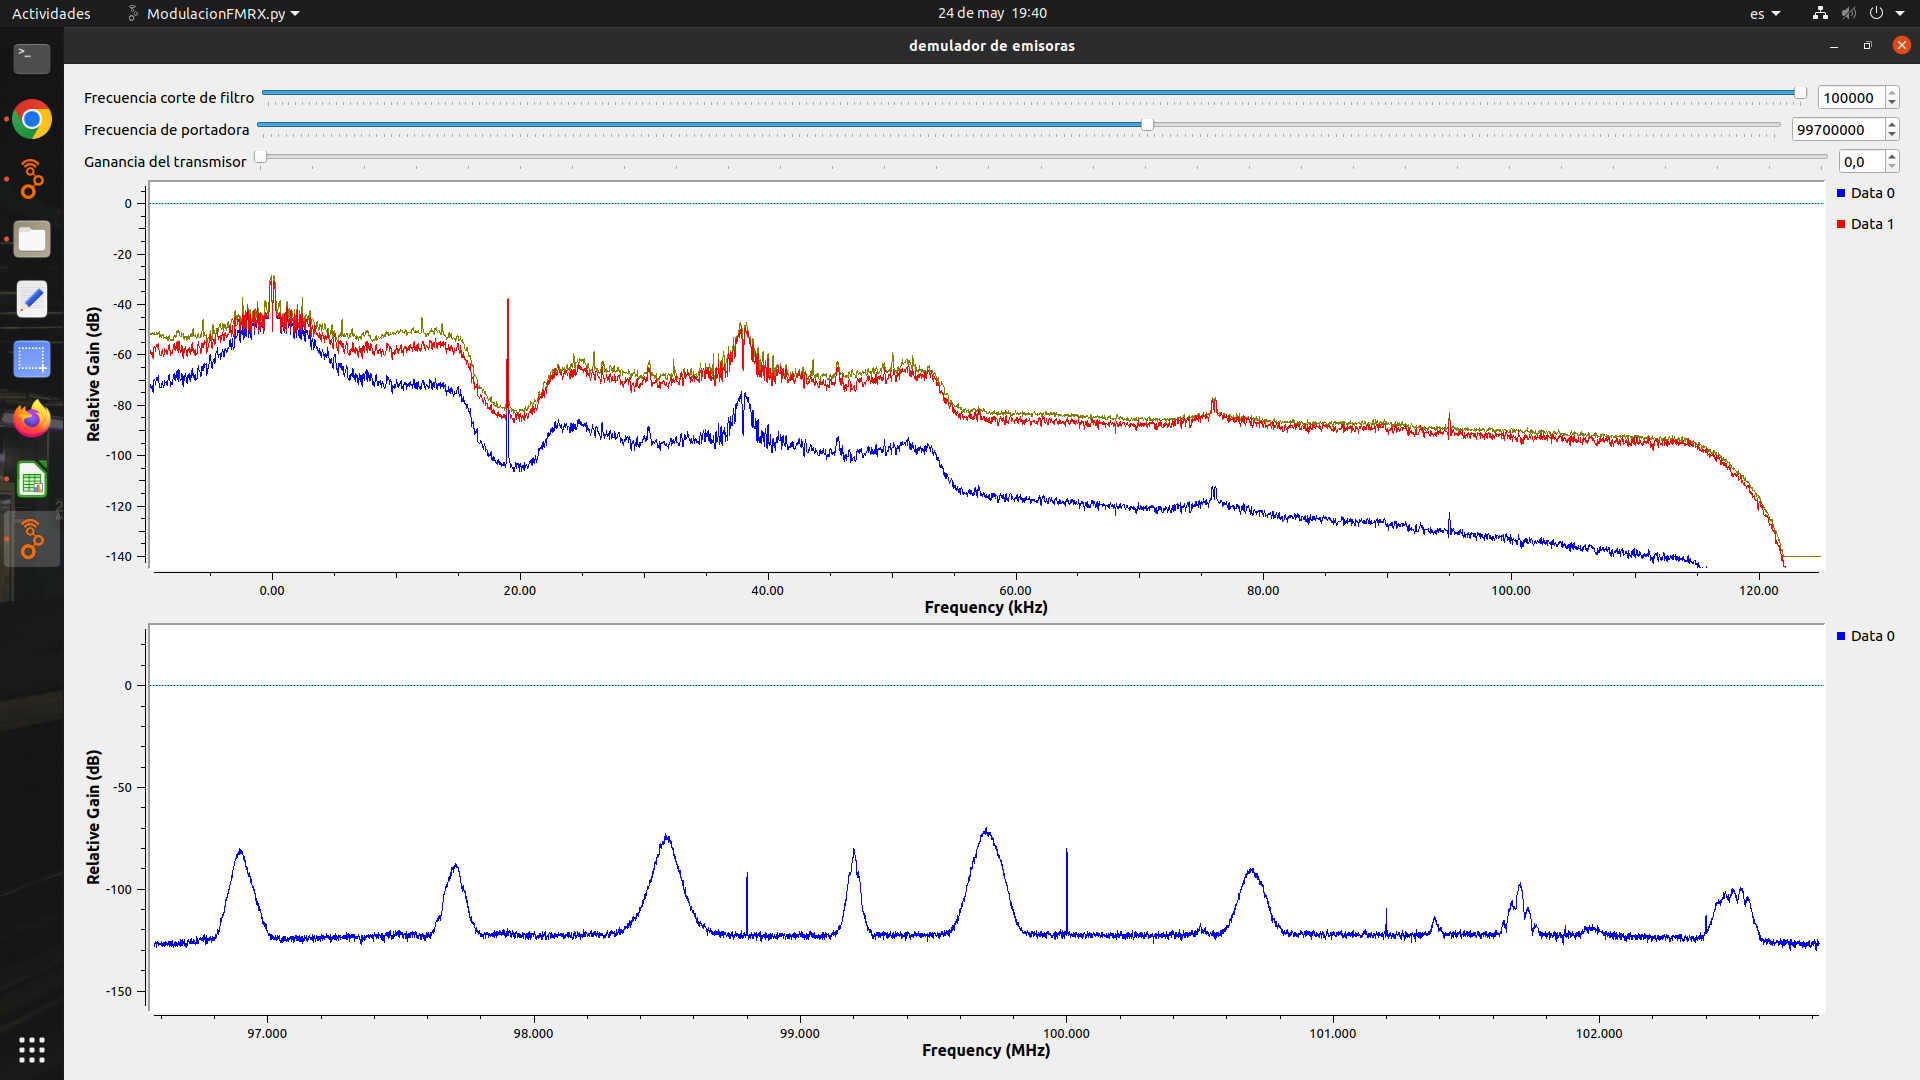 Actividades ModulacionFMRX.py 24 de may 19:40 es
demulador de emisoras
Frecuencia corte de filtro 100000
Frecuencia de portadora 99700000
Ganancia del transmisor 0,0
Data 0
Data 1
Relative Gain (dB)
0
-20
-40
-60
-80
-100
-120
-140
0.00 20.00 40.00 60.00 80.00 100.00 120.00
Frequency (kHz)
Data 0
Relative Gain (dB)
0
-50
-100
-150
97.000 98.000 99.000 100.000 101.000 102.000
Frequency (MHz)